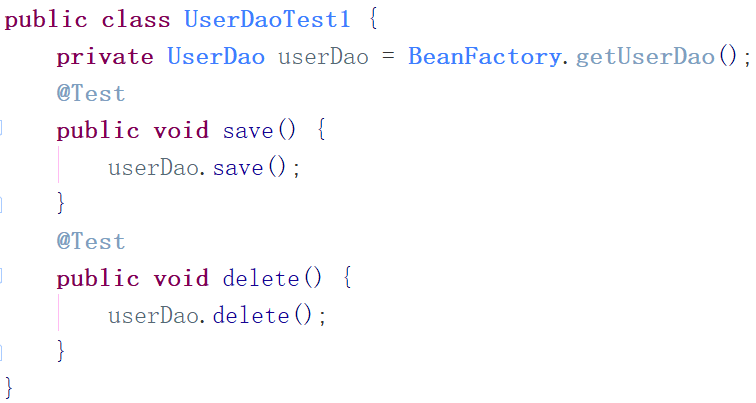 public class UserDaoTest1 {
    private UserDao userDao = BeanFactory.getUserDao();
    @Test
    public void save() {
        userDao.save();
    }
    @Test
    public void delete() {
        userDao.delete();
    }
}